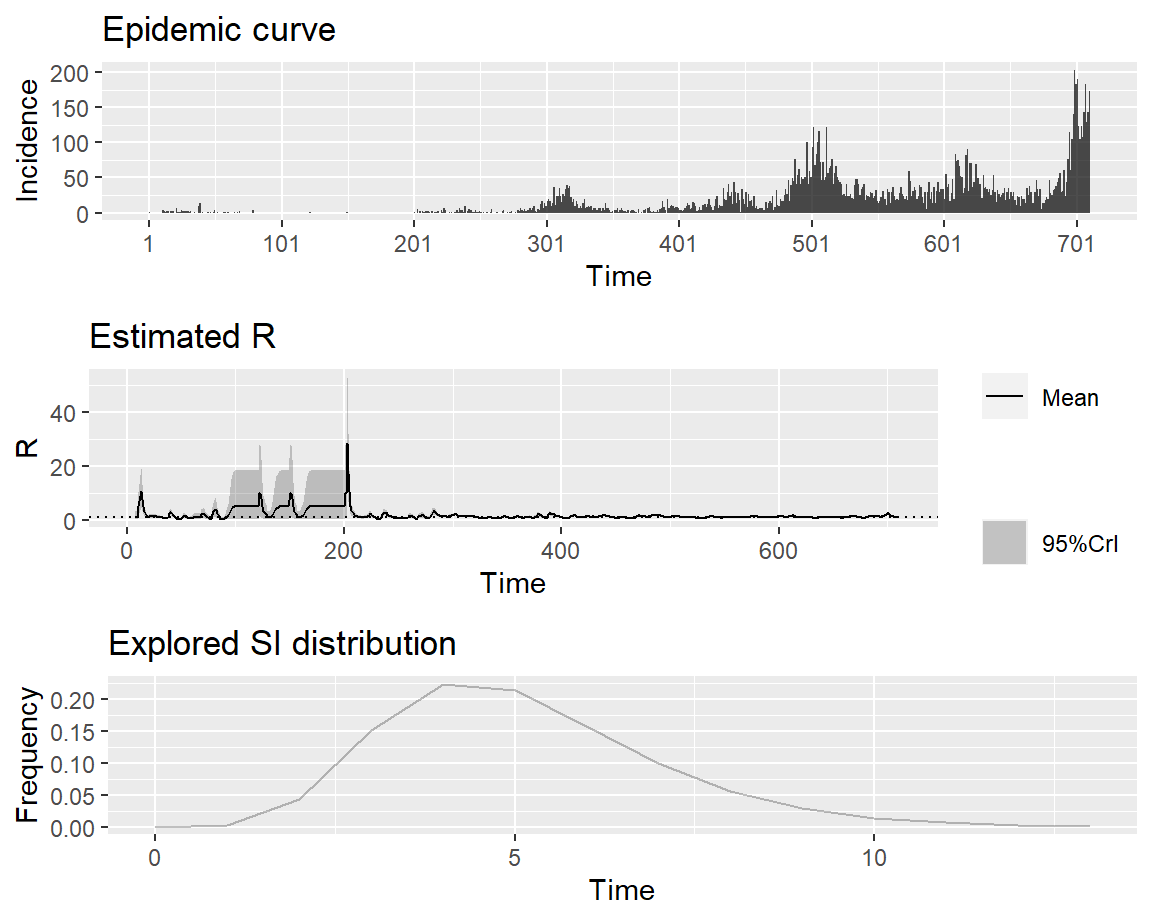 Epidemic curve
Incidence
200
150
100
50
0
1 101 201 301 401 501 601 701
Time
Estimated R
R
40
20
0
0 200 400 600
Time
Mean
95%CrI
Explored SI distribution
Frequency
0.20
0.15
0.10
0.05
0.00
0 5 10
Time